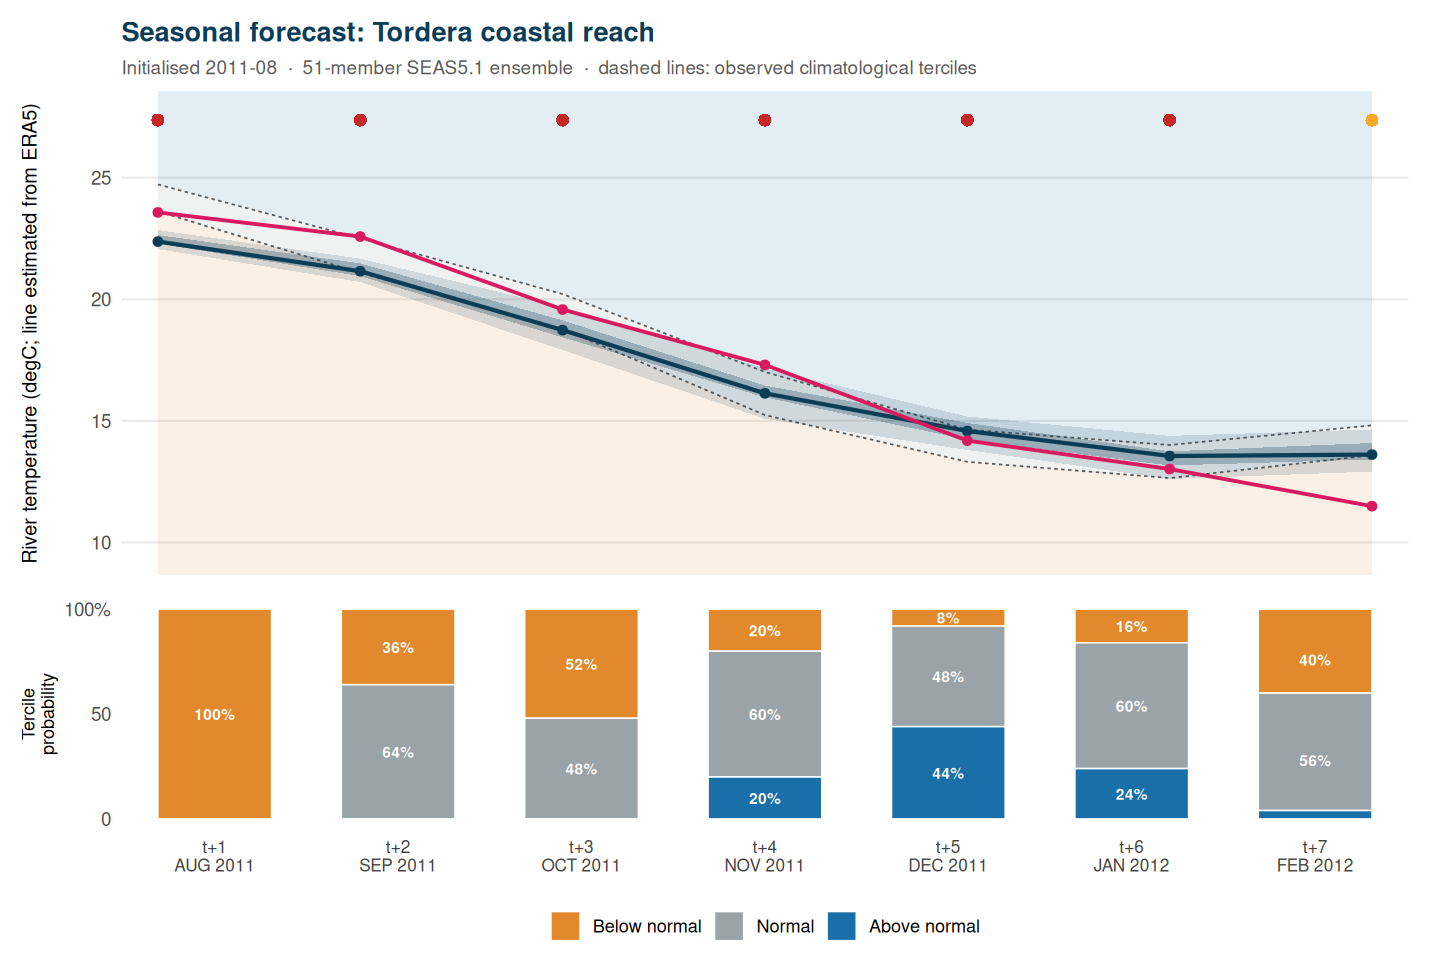 Seasonal forecast: Tordera coastal reach
Initialised 2011-08 · 51-member SEAS5.1 ensemble · dashed lines: observed climatological terciles
River temperature (degC; line estimated from ERA5)
25
20
15
10
Tercile
probability
100%
50
0
100%
36%
64%
52%
48%
20%
60%
20%
8%
48%
44%
16%
60%
24%
40%
56%
t+1
AUG 2011
t+2
SEP 2011
t+3
OCT 2011
t+4
NOV 2011
t+5
DEC 2011
t+6
JAN 2012
t+7
FEB 2012
Below normal
Normal
Above normal